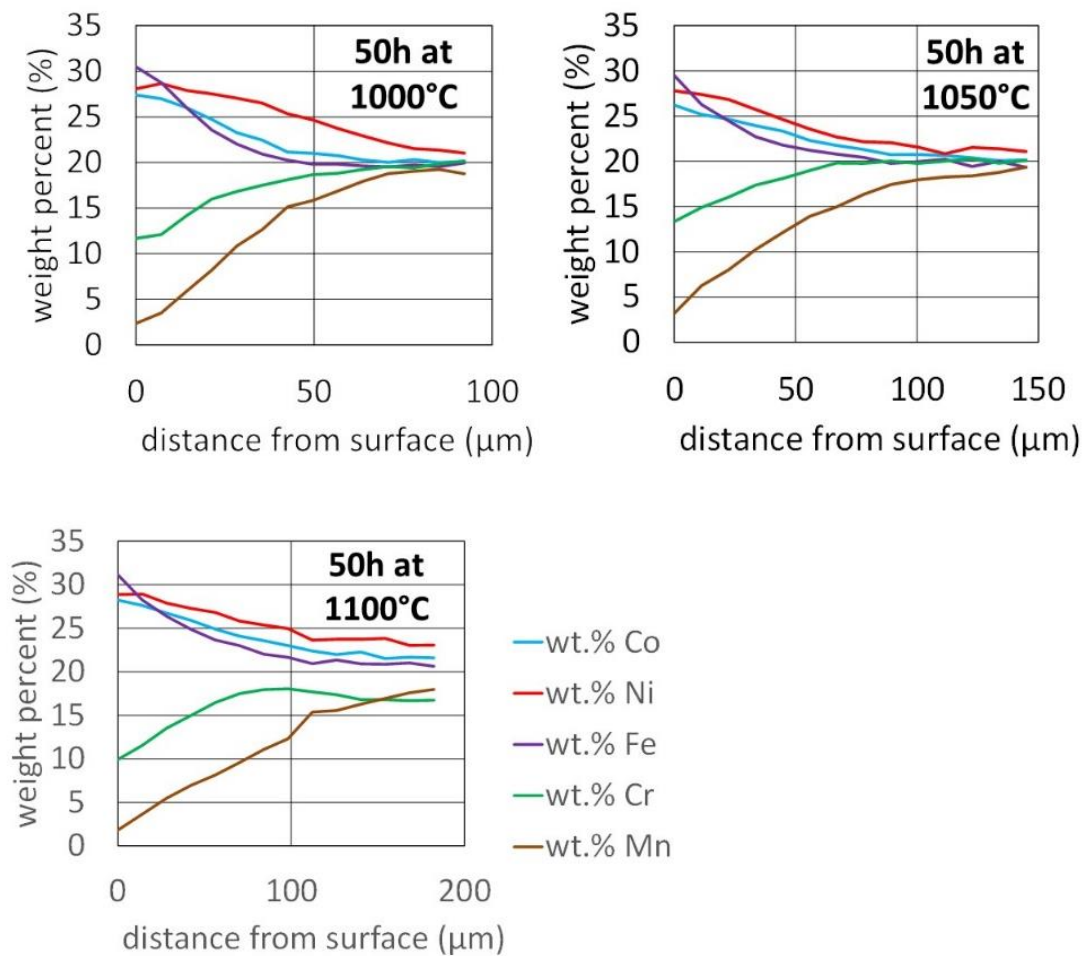 50h at
1000°C
weight percent (%)
35
30
25
20
15
10
5
0
0 50 100
distance from surface (µm)
50h at
1050°C
weight percent (%)
35
30
25
20
15
10
5
0
0 50 100 150
distance from surface (µm)
50h at
1100°C
weight percent (%)
35
30
25
20
15
10
5
0
0 100 200
distance from surface (µm)
wt.% Co
wt.% Ni
wt.% Fe
wt.% Cr
wt.% Mn